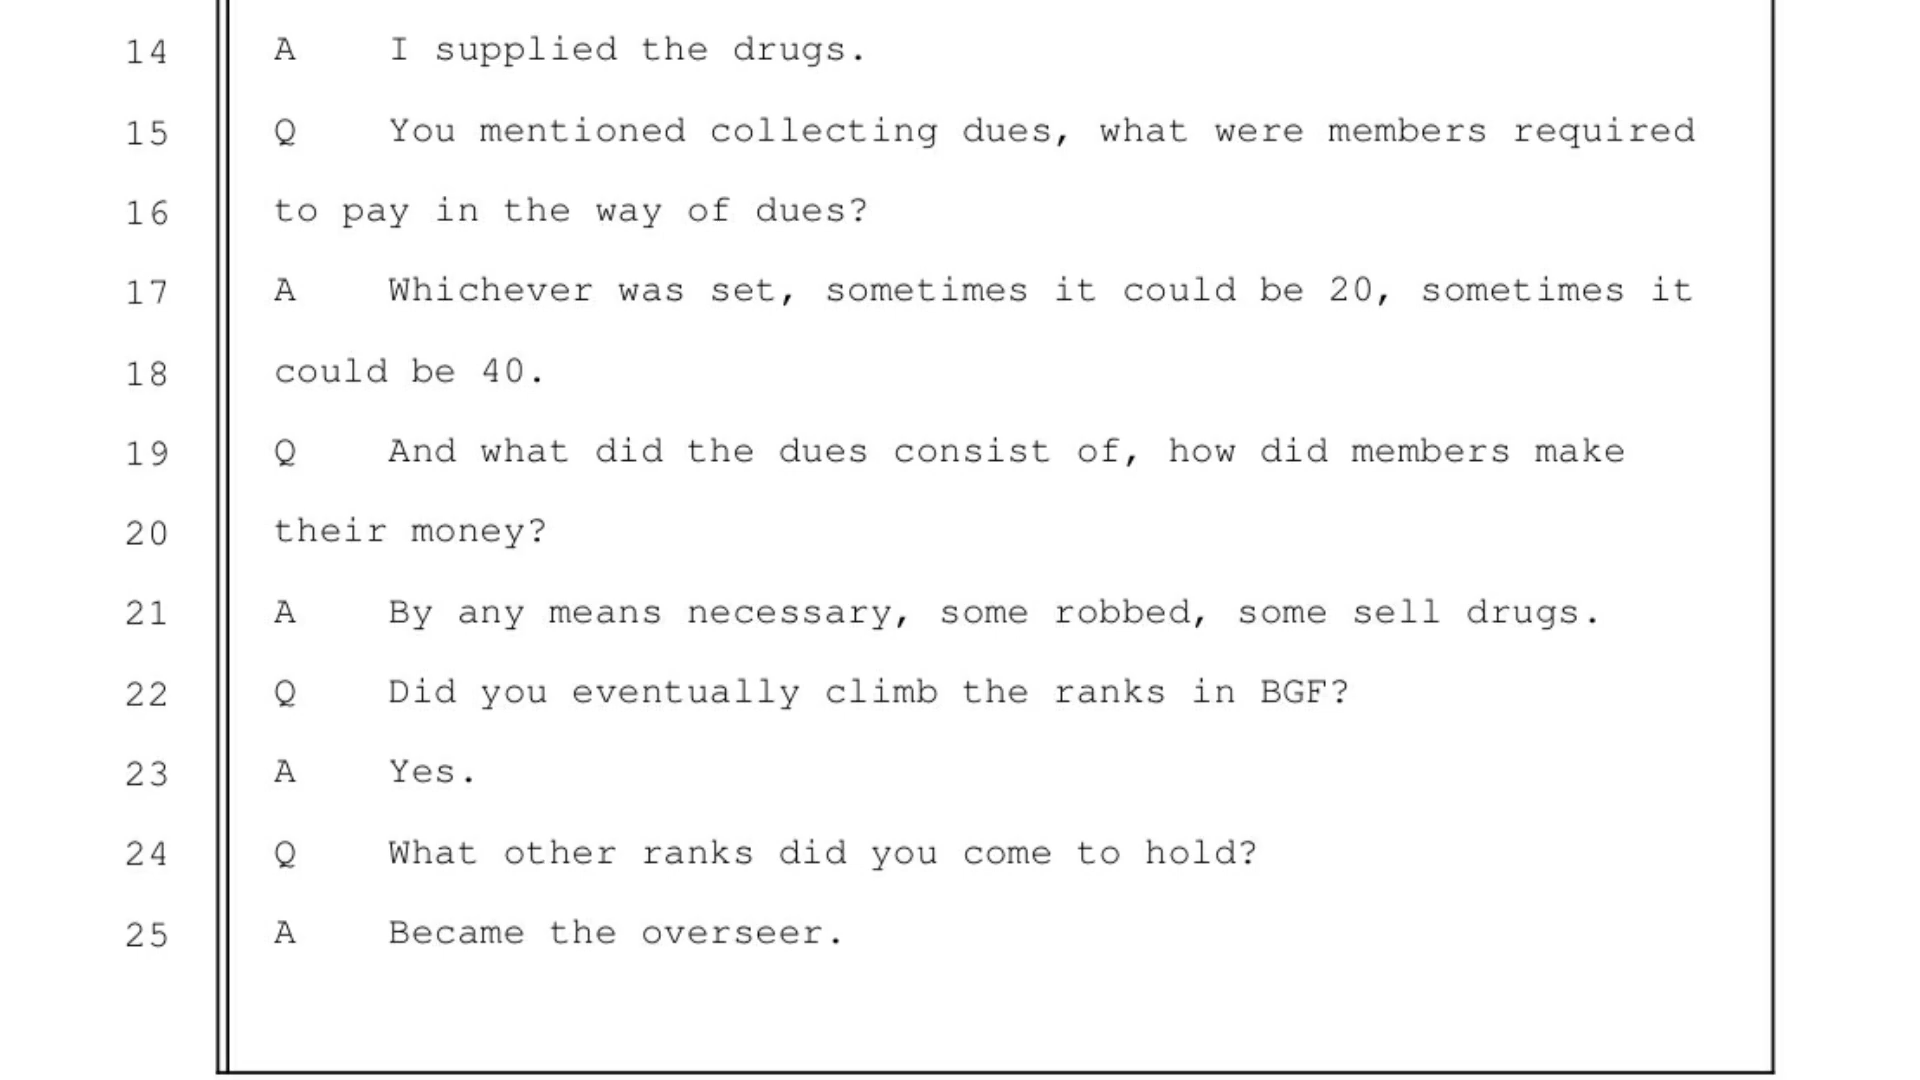 14 A I supplied the drugs.
15 Q You mentioned collecting dues, what were members required
16 to pay in the way of dues?
17 A Whichever was set, sometimes it could be 20, sometimes it
18 could be 40.
19 Q And what did the dues consist of, how did members make
20 their money?
21 A By any means necessary, some robbed, some sell drugs.
22 Q Did you eventually climb the ranks in BGF?
23 A Yes.
24 Q What other ranks did you come to hold?
25 A Became the overseer.